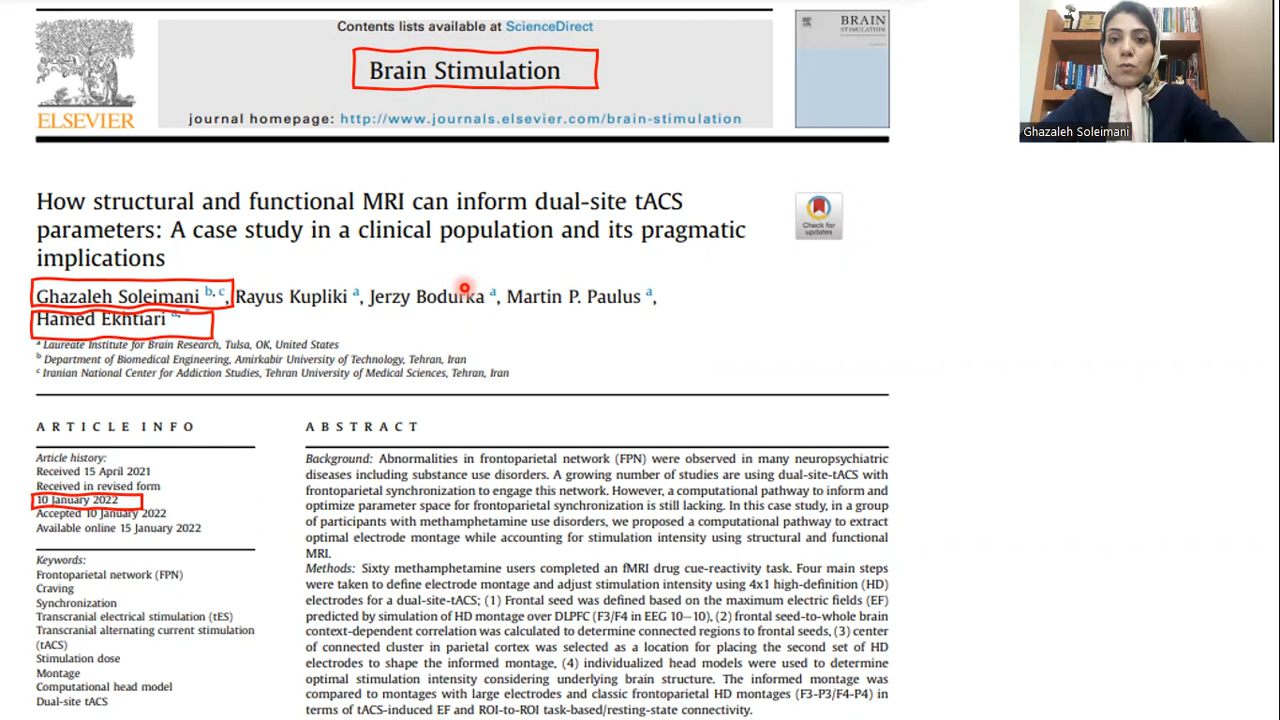 Contents lists available at ScienceDirect
Brain Stimulation
journal homepage: http://www.journals.elsevier.com/brain-stimulation
ELSEVIER
BRAIN
STIMULATION
Ghazaleh Soleimani
How structural and functional MRI can inform dual-site tACS
parameters: A case study in a clinical population and its pragmatic
implications
Check for
updates
Ghazaleh Soleimani b, c, Rayus Kupliki a, Jerzy Bodurka a, Martin P. Paulus a,
Hamed Ekhtiari a, *
a Laureate Institute for Brain Research, Tulsa, OK, United States
b Department of Biomedical Engineering, Amirkabir University of Technology, Tehran, Iran
c Iranian National Center for Addiction Studies, Tehran University of Medical Sciences, Tehran, Iran
ARTICLE INFO
Article history:
Received 15 April 2021
Received in revised form
10 January 2022
Accepted 10 January 2022
Available online 15 January 2022
Keywords:
Frontoparietal network (FPN)
Craving
Synchronization
Transcranial electrical stimulation (tES)
Transcranial alternating current stimulation
(tACS)
Stimulation dose
Montage
Computational head model
Dual-site tACS
ABSTRACT
Background: Abnormalities in frontoparietal network (FPN) were observed in many neuropsychiatric
diseases including substance use disorders. A growing number of studies are using dual-site-tACS with
frontoparietal synchronization to engage this network. However, a computational pathway to inform and
optimize parameter space for frontoparietal synchronization is still lacking. In this case study, in a group
of participants with methamphetamine use disorders, we proposed a computational pathway to extract
optimal electrode montage while accounting for stimulation intensity using structural and functional
MRI.
Methods: Sixty methamphetamine users completed an fMRI drug cue-reactivity task. Four main steps
were taken to define electrode montage and adjust stimulation intensity using 4x1 high-definition (HD)
electrodes for a dual-site-tACS; (1) Frontal seed was defined based on the maximum electric fields (EF)
predicted by simulation of HD montage over DLPFC (F3/F4 in EEG 10–10), (2) frontal seed-to-whole brain
context-dependent correlation was calculated to determine connected regions to frontal seeds, (3) center
of connected cluster in parietal cortex was selected as a location for placing the second set of HD
electrodes to shape the informed montage, (4) individualized head models were used to determine
optimal stimulation intensity considering underlying brain structure. The informed montage was
compared to montages with large electrodes and classic frontoparietal HD montages (F3-P3/F4-P4) in
terms of tACS-induced EF and ROI-to-ROI task-based/resting-state connectivity.